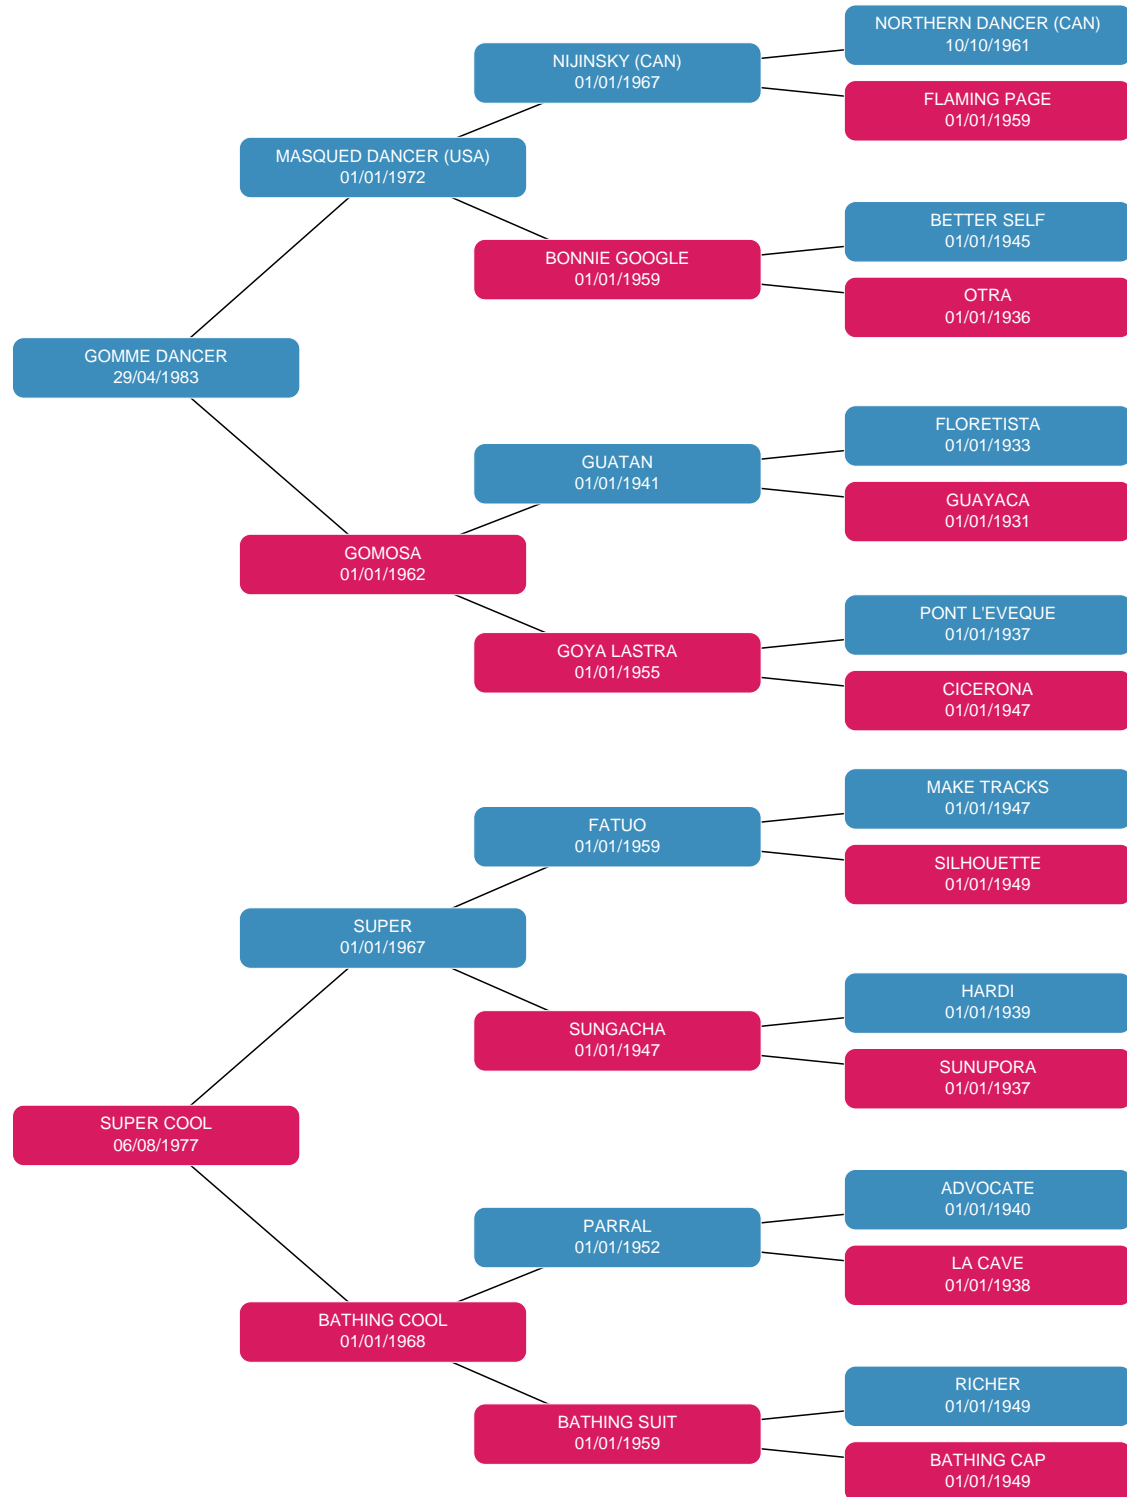 NORTHERN DANCER (CAN)
10/10/1961
NIJINSKY (CAN)
01/01/1967
FLAMING PAGE
01/01/1959
MASQUED DANCER (USA)
01/01/1972
BETTER SELF
01/01/1945
BONNIE GOOGLE
01/01/1959
OTRA
01/01/1936
GOMME DANCER
29/04/1983
FLORETISTA
01/01/1933
GUATAN
01/01/1941
GUAYACA
01/01/1931
GOMOSA
01/01/1962
PONT L'EVEQUE
01/01/1937
GOYA LASTRA
01/01/1955
CICERONA
01/01/1947
MAKE TRACKS
01/01/1947
FATUO
01/01/1959
SILHOUETTE
01/01/1949
SUPER
01/01/1967
HARDI
01/01/1939
SUNGACHA
01/01/1947
SUNUPORA
01/01/1937
SUPER COOL
06/08/1977
ADVOCATE
01/01/1940
PARRAL
01/01/1952
LA CAVE
01/01/1938
BATHING COOL
01/01/1968
RICHER
01/01/1949
BATHING SUIT
01/01/1959
BATHING CAP
01/01/1949